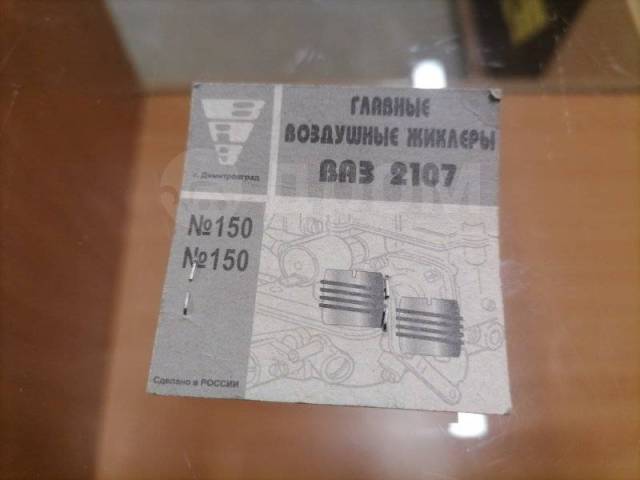 ГЛАВНЫЕ
ВОЗДУШНЫЕ ЖИКЛЕРЫ
ВАЗ 2107
г. Димитровград
№150
№150
Сделано в РОССИИ